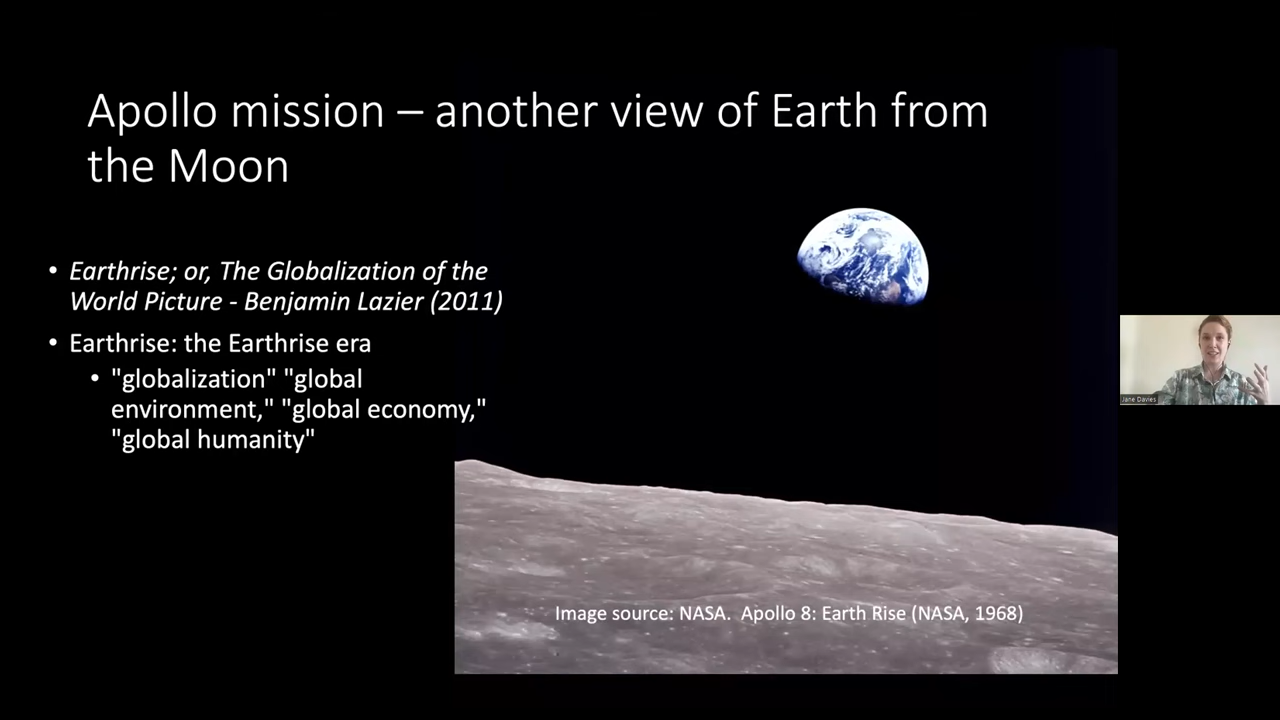 Apollo mission – another view of Earth from
the Moon
• Earthrise; or, The Globalization of the
World Picture - Benjamin Lazier (2011)
• Earthrise: the Earthrise era
• "globalization" "global
environment," "global economy,"
"global humanity"
Jane Davies
Image source: NASA.  Apollo 8: Earth Rise (NASA, 1968)